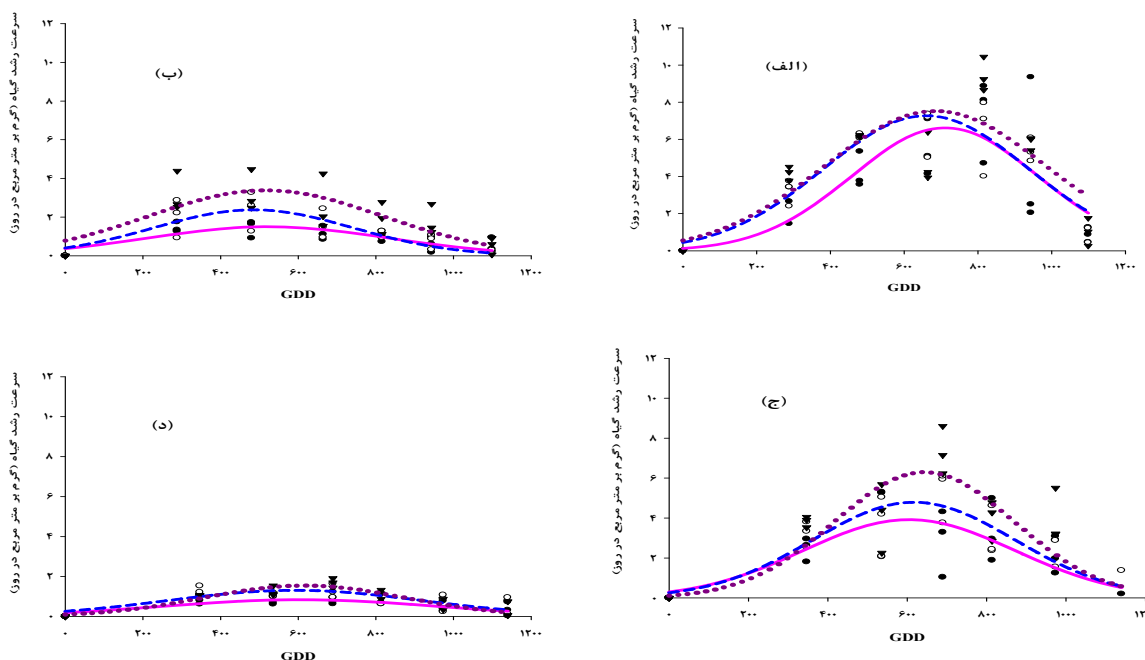 سرعت رشد گیاه (گرم بر متر مربع در روز)
۱۲
۱۰
۸
۶
۴
۲
۰
(الف)
۰ ۲۰۰ ۴۰۰ ۶۰۰ ۸۰۰ ۱۰۰۰ ۱۲۰۰
GDD
سرعت رشد گیاه (گرم بر متر مربع در روز)
۱۲
۱۰
۸
۶
۴
۲
۰
(ب)
۰ ۲۰۰ ۴۰۰ ۶۰۰ ۸۰۰ ۱۰۰۰ ۱۲۰۰
GDD
سرعت رشد گیاه (گرم بر متر مربع در روز)
۱۲
۱۰
۸
۶
۴
۲
۰
(ج)
۰ ۲۰۰ ۴۰۰ ۶۰۰ ۸۰۰ ۱۰۰۰ ۱۲۰
GDD
سرعت رشد گیاه (گرم بر متر مربع در روز)
۱۲
۱۰
۸
۶
۴
۲
۰
(د)
۰ ۲۰۰ ۴۰۰ ۶۰۰ ۸۰۰ ۱۰۰۰ ۱۲۰۰
GDD